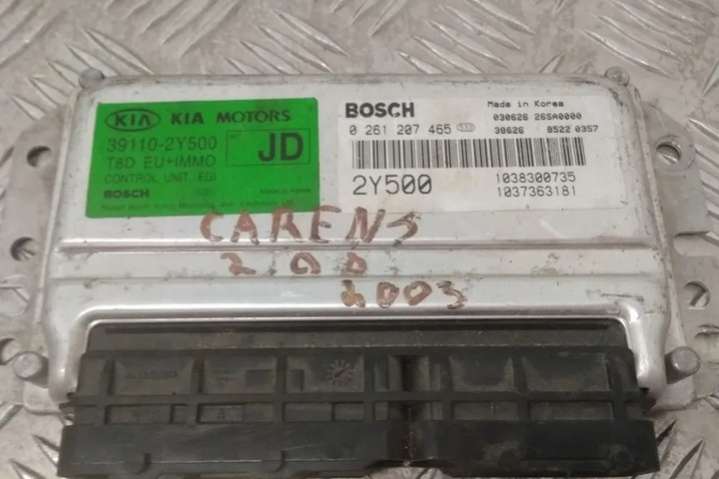 KIA KIA MOTORS
39110-2Y500
T8D EU+IMMO
CONTROL UNIT, EGI
BOSCH
JD
BOSCH
Made in Korea
030626 26SA0000
0 261 207 465
38626 8522 0357
2Y500
1038300735
1037363181
CARENS
2.0
2003